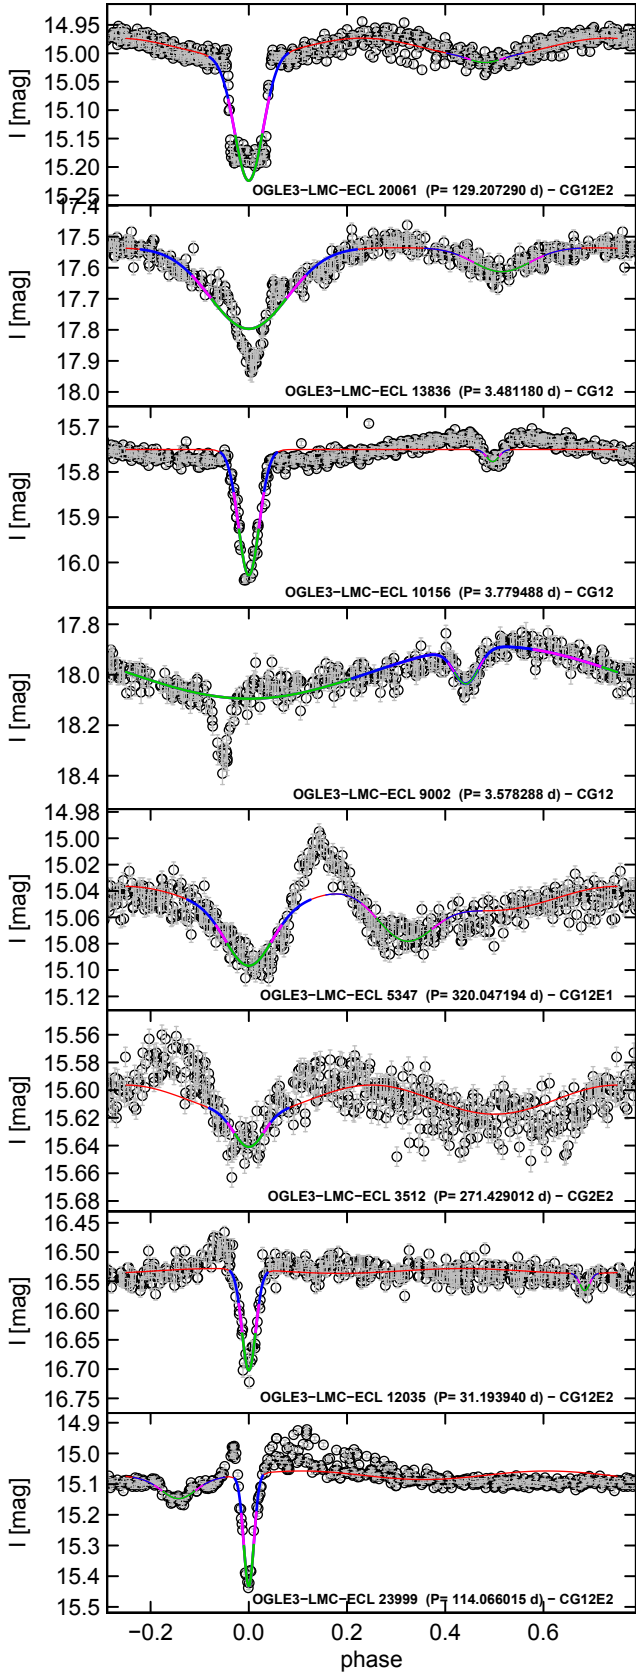 14.95
15.00
15.05
15.10
15.15
15.20
15.25
I [mag]
OGLE3−LMC−ECL 20061 (P= 129.207290 d) − CG12E2
17.4
17.5
17.6
17.7
17.8
17.9
18.0
I [mag]
OGLE3−LMC−ECL 13836 (P= 3.481180 d) − CG12
15.7
15.8
15.9
16.0
I [mag]
OGLE3−LMC−ECL 10156 (P= 3.779488 d) − CG12
17.8
18.0
18.2
18.4
I [mag]
OGLE3−LMC−ECL 9002 (P= 3.578288 d) − CG12
14.98
15.00
15.02
15.04
15.06
15.08
15.10
15.12
I [mag]
OGLE3−LMC−ECL 5347 (P= 320.047194 d) − CG12E1
15.56
15.58
15.60
15.62
15.64
15.66
15.68
I [mag]
OGLE3−LMC−ECL 3512 (P= 271.429012 d) − CG2E2
16.45
16.50
16.55
16.60
16.65
16.70
16.75
I [mag]
OGLE3−LMC−ECL 12035 (P= 31.193940 d) − CG12E2
14.9
15.0
15.1
15.2
15.3
15.4
15.5
I [mag]
OGLE3−LMC−ECL 23999 (P= 114.066015 d) − CG12E2
−0.2 0.0 0.2 0.4 0.6
phase